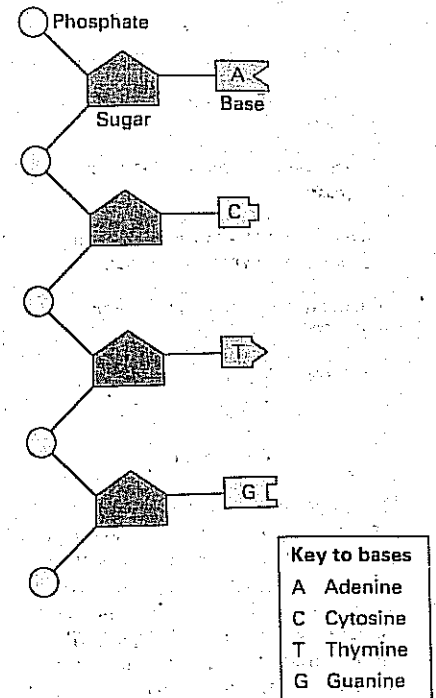 Phosphate
A
Base
Sugar
C
T
G
Key to bases
A Adenine
C Cytosine
T Thymine
G Guanine